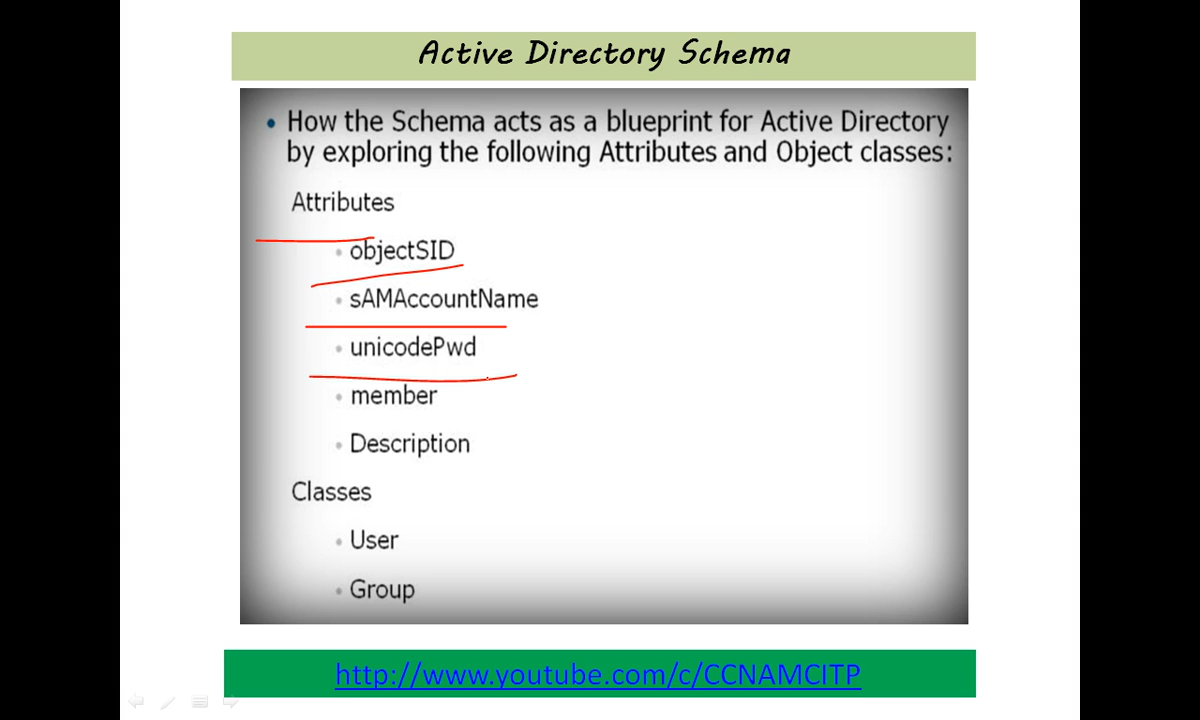 Active Directory Schema
• How the Schema acts as a blueprint for Active Directory
by exploring the following Attributes and Object classes:
Attributes
• objectSID
• sAMAccountName
• unicodePwd
• member
• Description
Classes
• User
• Group
http://www.youtube.com/c/CCNAMCITP